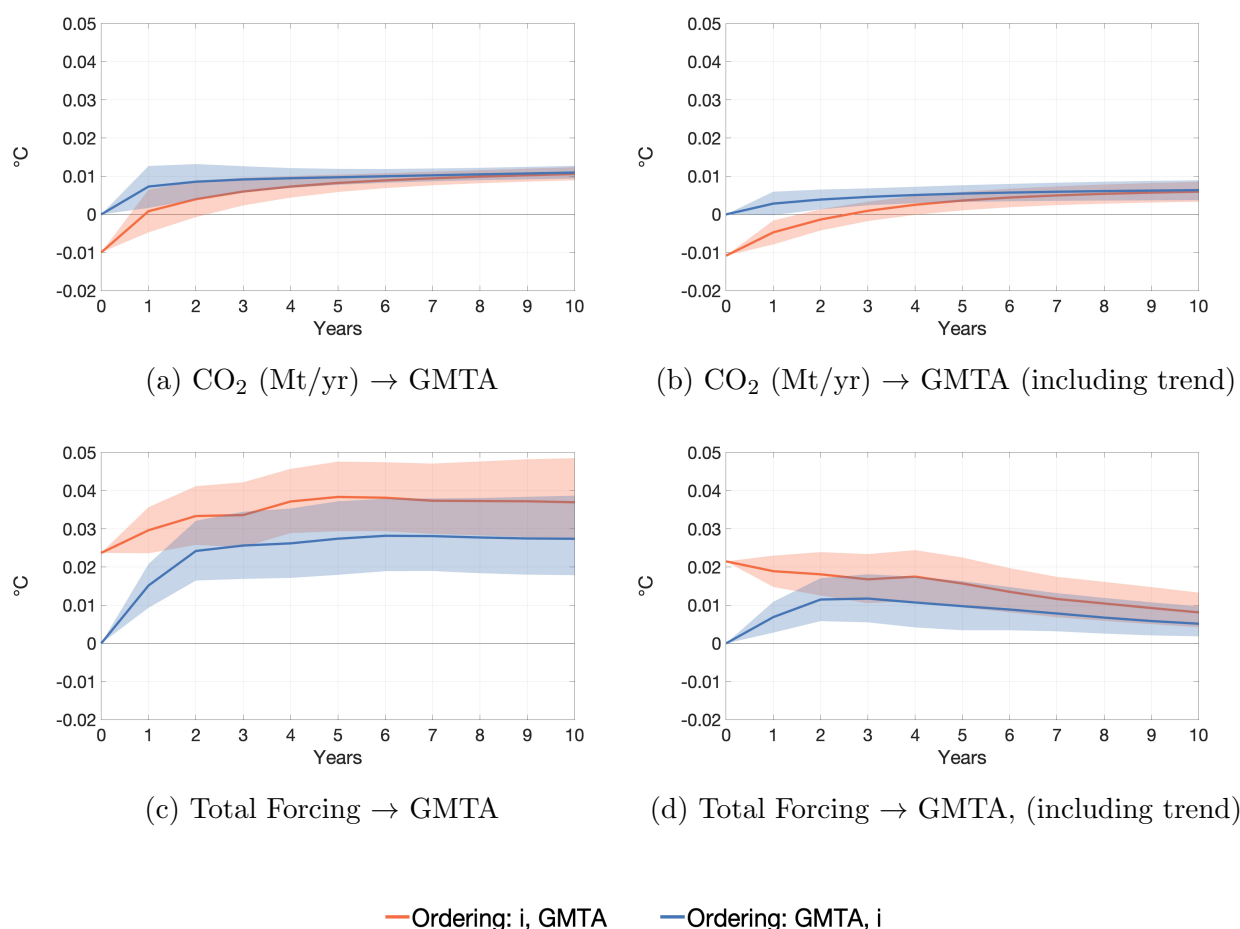 0.05
0.04
0.03
0.02
0.01
0
-0.01
-0.02
°C
0 1 2 3 4 5 6 7 8 9 10
Years
(a) CO₂ (Mt/yr) → GMTA
0.05
0.04
0.03
0.02
0.01
0
-0.01
-0.02
°C
0 1 2 3 4 5 6 7 8 9 10
Years
(b) CO₂ (Mt/yr) → GMTA (including trend)
0.05
0.04
0.03
0.02
0.01
0
-0.01
-0.02
°C
0 1 2 3 4 5 6 7 8 9 10
Years
(c) Total Forcing → GMTA
0.05
0.04
0.03
0.02
0.01
0
-0.01
-0.02
°C
0 1 2 3 4 5 6 7 8 9 10
Years
(d) Total Forcing → GMTA, (including trend)
Ordering: i, GMTA Ordering: GMTA, i